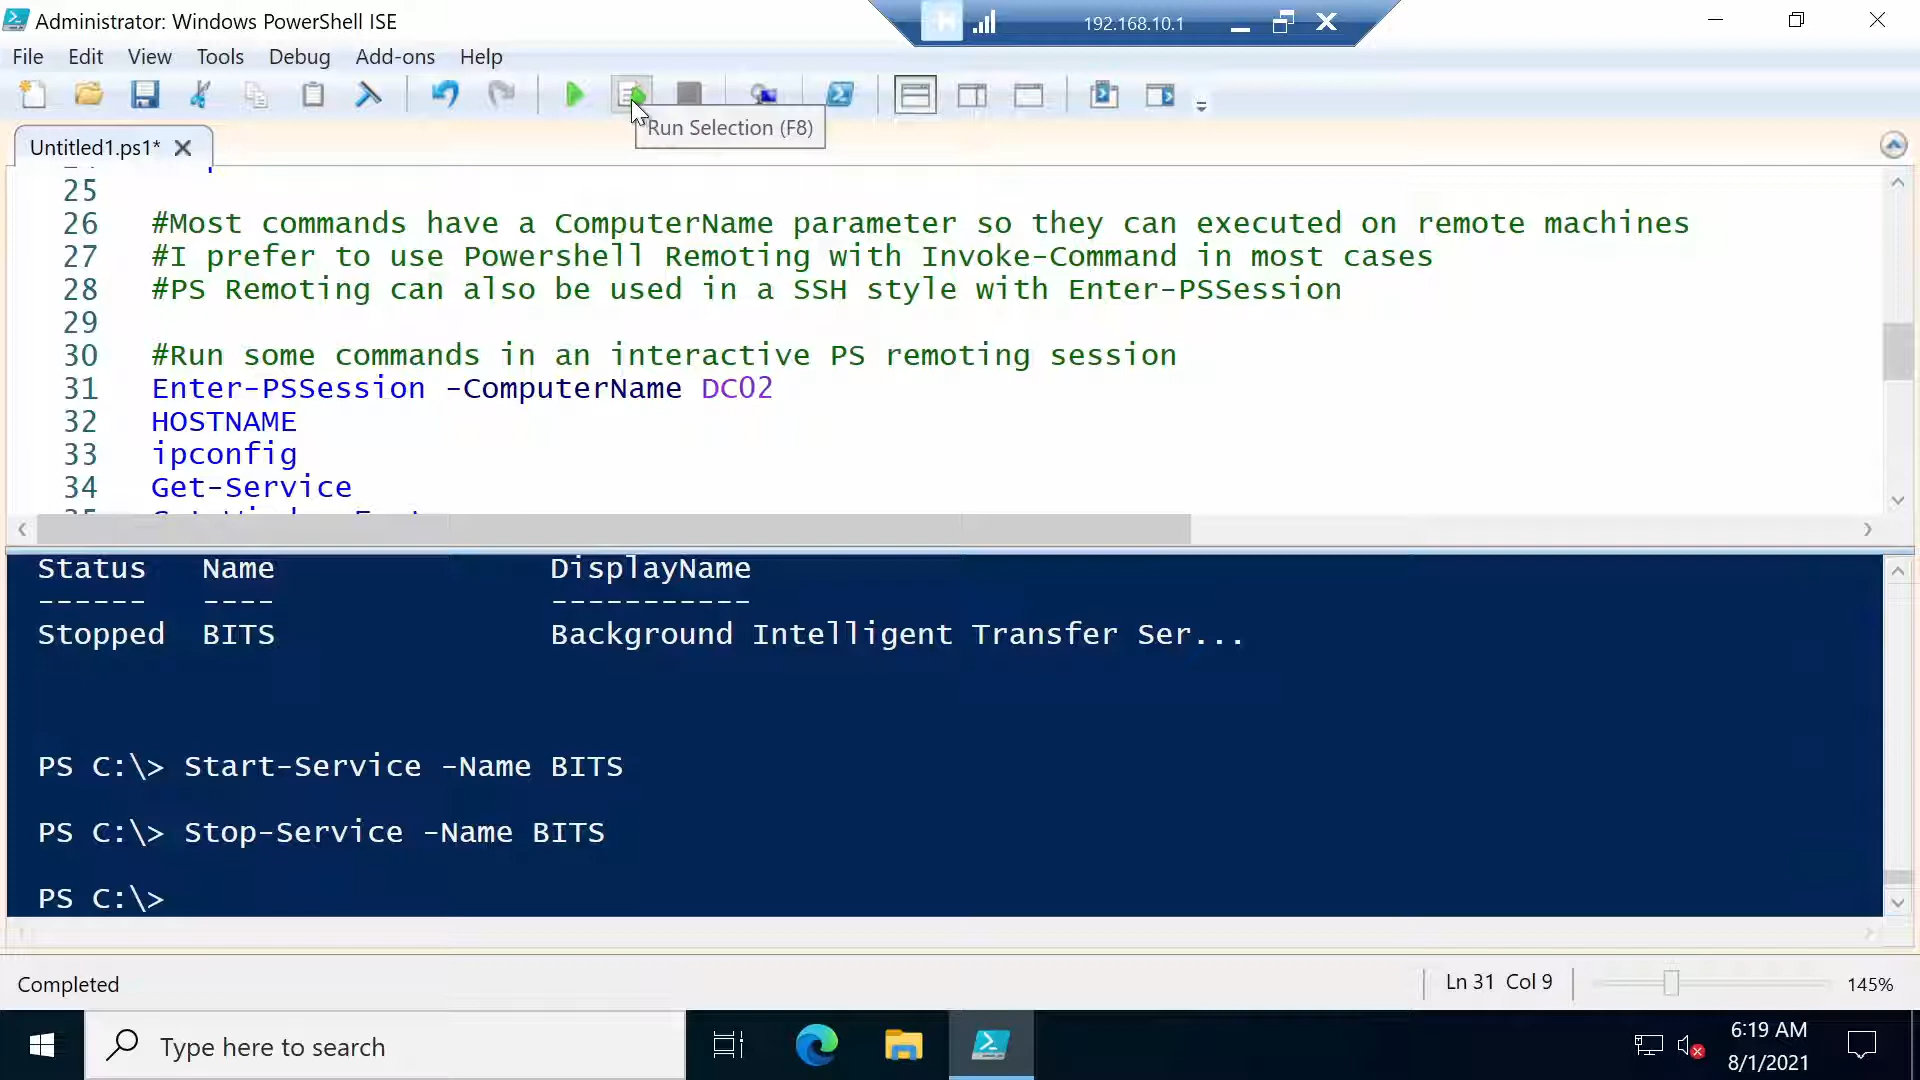 Administrator: Windows PowerShell ISE
192.168.10.1
File Edit View Tools Debug Add-ons Help
Run Selection (F8)
Untitled1.ps1*
25
26 #Most commands have a ComputerName parameter so they can executed on remote machines
27 #I prefer to use Powershell Remoting with Invoke-Command in most cases
28 #PS Remoting can also be used in a SSH style with Enter-PSSession
29
30 #Run some commands in an interactive PS remoting session
31 Enter-PSSession -ComputerName DC02
32 HOSTNAME
33 ipconfig
34 Get-Service
Status Name DisplayName
------ ---- -----------
Stopped BITS Background Intelligent Transfer Ser...
PS C:\> Start-Service -Name BITS
PS C:\> Stop-Service -Name BITS
PS C:\>
Completed
Ln 31 Col 9
145%
Type here to search
6:19 AM
8/1/2021